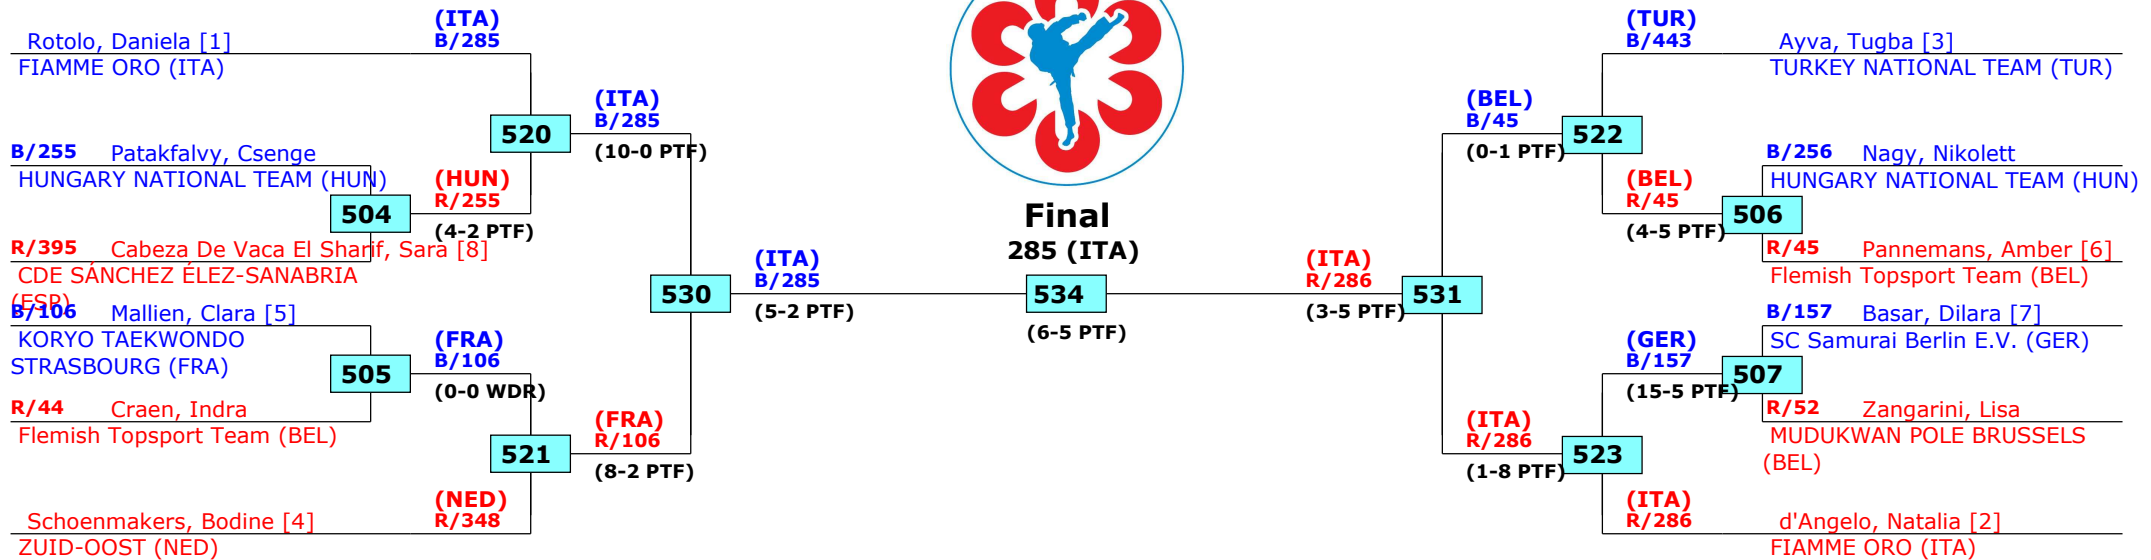 (ITA)
B/285
Rotolo, Daniela [1]
FIAMME ORO (ITA)
(ITA)
B/285
520
(10-0 PTF)
B/255 Patakfalvy, Csenge
HUNGARY NATIONAL TEAM (HUN)
(HUN)
R/255
504
(4-2 PTF)
R/395 Cabeza De Vaca El Sharif, Sara [8]
CDE SÁNCHEZ ÉLEZ-SANABRIA
(ESP)
B/106 Mallien, Clara [5]
KORYO TAEKWONDO
STRASBOURG (FRA)
(FRA)
B/106
505
(0-0 WDR)
R/44 Craen, Indra
Flemish Topsport Team (BEL)
(FRA)
R/106
521
(8-2 PTF)
(NED)
R/348
Schoenmakers, Bodine [4]
ZUID-OOST (NED)
530
(ITA)
B/285
(5-2 PTF)
Final
285 (ITA)
534
(6-5 PTF)
(ITA)
R/286
531
(3-5 PTF)
(TUR)
B/443
Ayva, Tugba [3]
TURKEY NATIONAL TEAM (TUR)
(BEL)
B/45
522
(0-1 PTF)
B/256 Nagy, Nikolett
HUNGARY NATIONAL TEAM (HUN)
(BEL)
R/45
506
(4-5 PTF)
R/45 Pannemans, Amber [6]
Flemish Topsport Team (BEL)
B/157 Basar, Dilara [7]
SC Samurai Berlin E.V. (GER)
(GER)
B/157
507
(15-5 PTF)
R/52 Zangarini, Lisa
MUDUKWAN POLE BRUSSELS
(BEL)
(ITA)
R/286
523
(1-8 PTF)
(ITA)
R/286
d'Angelo, Natalia [2]
FIAMME ORO (ITA)